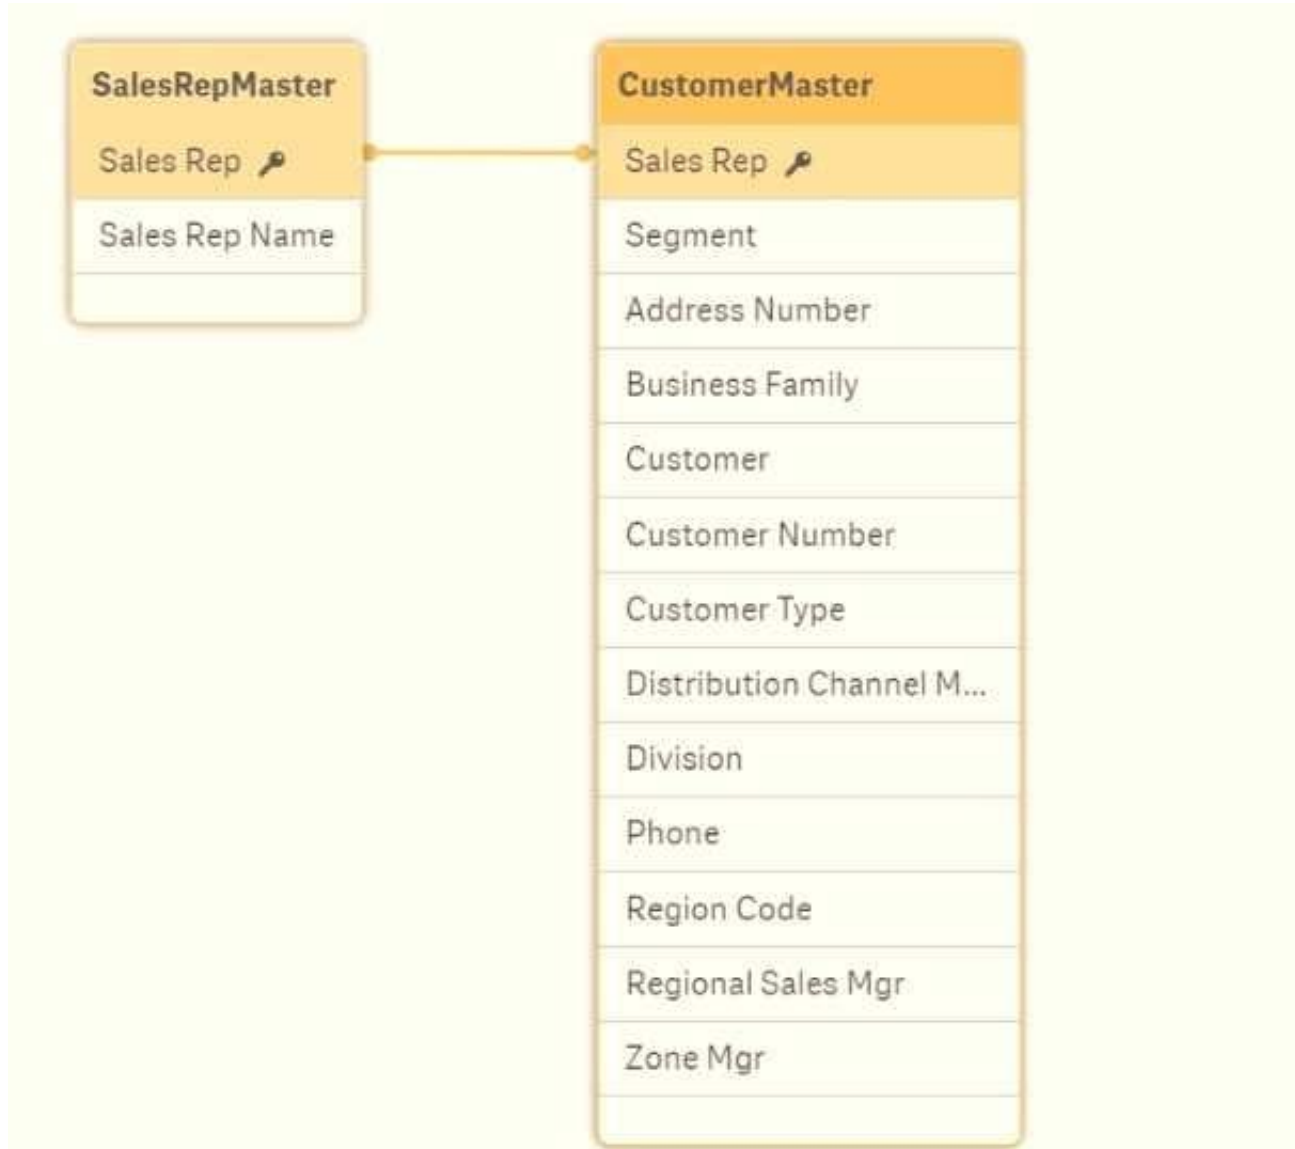 SalesRepMaster
Sales Rep
Sales Rep Name
CustomerMaster
Sales Rep
Segment
Address Number
Business Family
Customer
Customer Number
Customer Type
Distribution Channel M...
Division
Phone
Region Code
Regional Sales Mgr
Zone Mgr